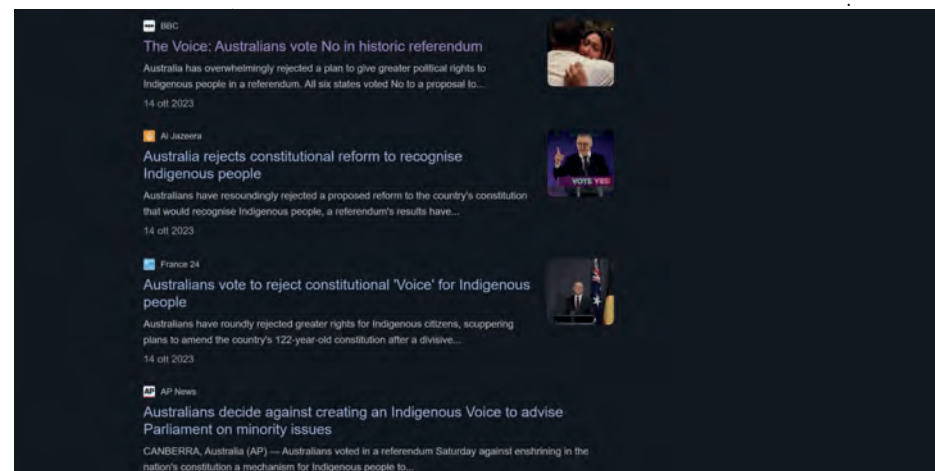 BBC
The Voice: Australians vote No in historic referendum
Australia has overwhelmingly rejected a plan to give greater political rights to
Indigenous people in a referendum. All six states voted No to a proposal to...
14 ott 2023
Al Jazeera
Australia rejects constitutional reform to recognise
Indigenous people
VOTE YES!
Australians have resoundingly rejected a proposed reform to the country's constitution
that would recognise Indigenous people, a referendum's results have...
14 ott 2023
France 24
Australians vote to reject constitutional 'Voice' for Indigenous
people
Australians have roundly rejected greater rights for Indigenous citizens, scuppering
plans to amend the country's 122-year-old constitution after a divisive...
14 ott 2023
AP AP News
Australians decide against creating an Indigenous Voice to advise
Parliament on minority issues
CANBERRA, Australia (AP) — Australians voted in a referendum Saturday against enshrining in the
nation's constitution a mechanism for Indigenous people to...